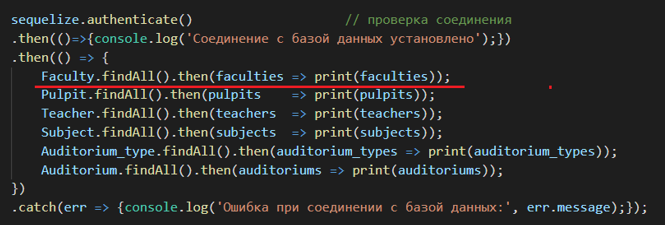 sequelize.authenticate()                    // проверка соединения
.then(()=>{console.log('Соединение с базой данных установлено');})
.then(() => {
    Faculty.findAll().then(faculties => print(faculties));
    Pulpit.findAll().then(pulpits    => print(pulpits));
    Teacher.findAll().then(teachers  => print(teachers));
    Subject.findAll().then(subjects  => print(subjects));
    Auditorium_type.findAll().then(auditorium_types => print(auditorium_types));
    Auditorium.findAll().then(auditoriums => print(auditoriums));
})
.catch(err => {console.log('Ошибка при соединении с базой данных:', err.message);});